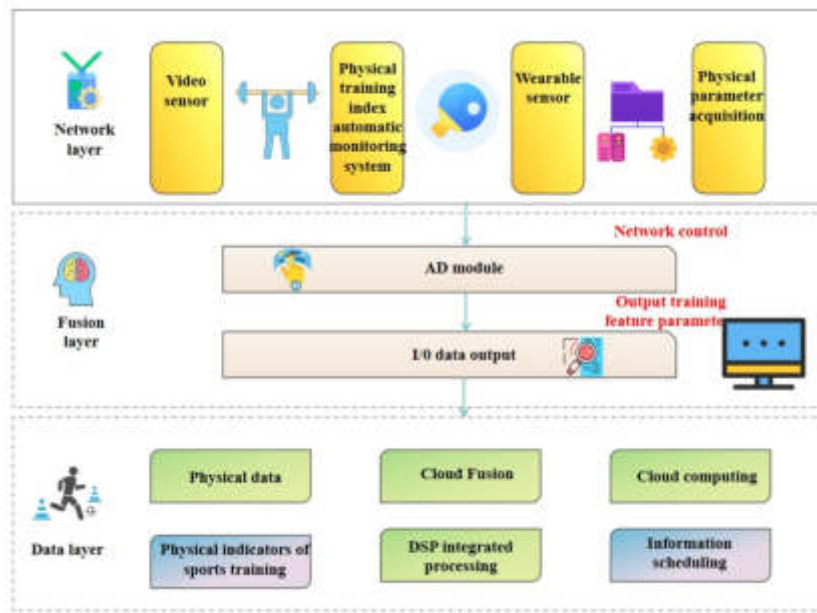 Network
layer
Video
sensor
Physical
training
index
automatic
monitoring
system
Wearable
sensor
Physical
parameter
acquisition
Network control
Fusion
layer
AD module
Output training
feature parameter
I/0 data output
Data layer
Physical data
Cloud Fusion
Cloud computing
Physical indicators of
sports training
DSP integrated
processing
Information
scheduling